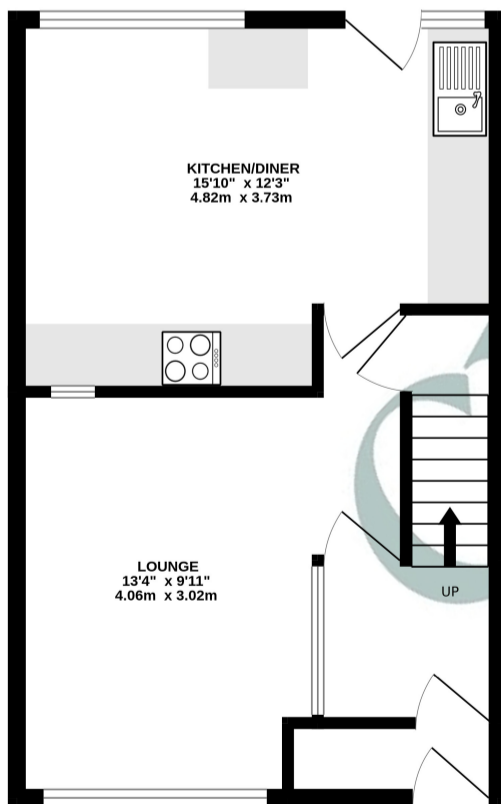 KITCHEN/DINER
15'10" x 12'3"
4.82m x 3.73m
LOUNGE
13'4" x 9'11"
4.06m x 3.02m
UP